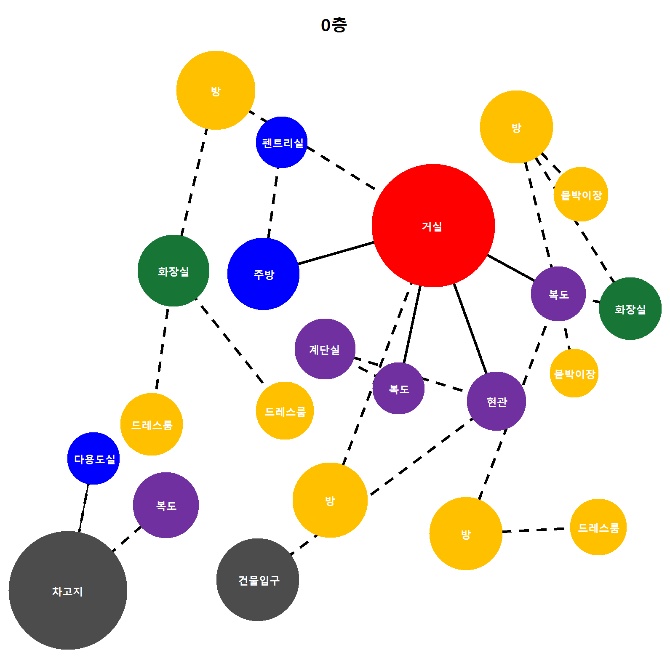 0층
방
방
펜트리실
붙박이장
거실
화장실
주방
복도
화장실
계단실
붙박이장
복도
현관
드레스룸
드레스룸
다용도실
방
복도
방
드레스룸
건물입구
차고지